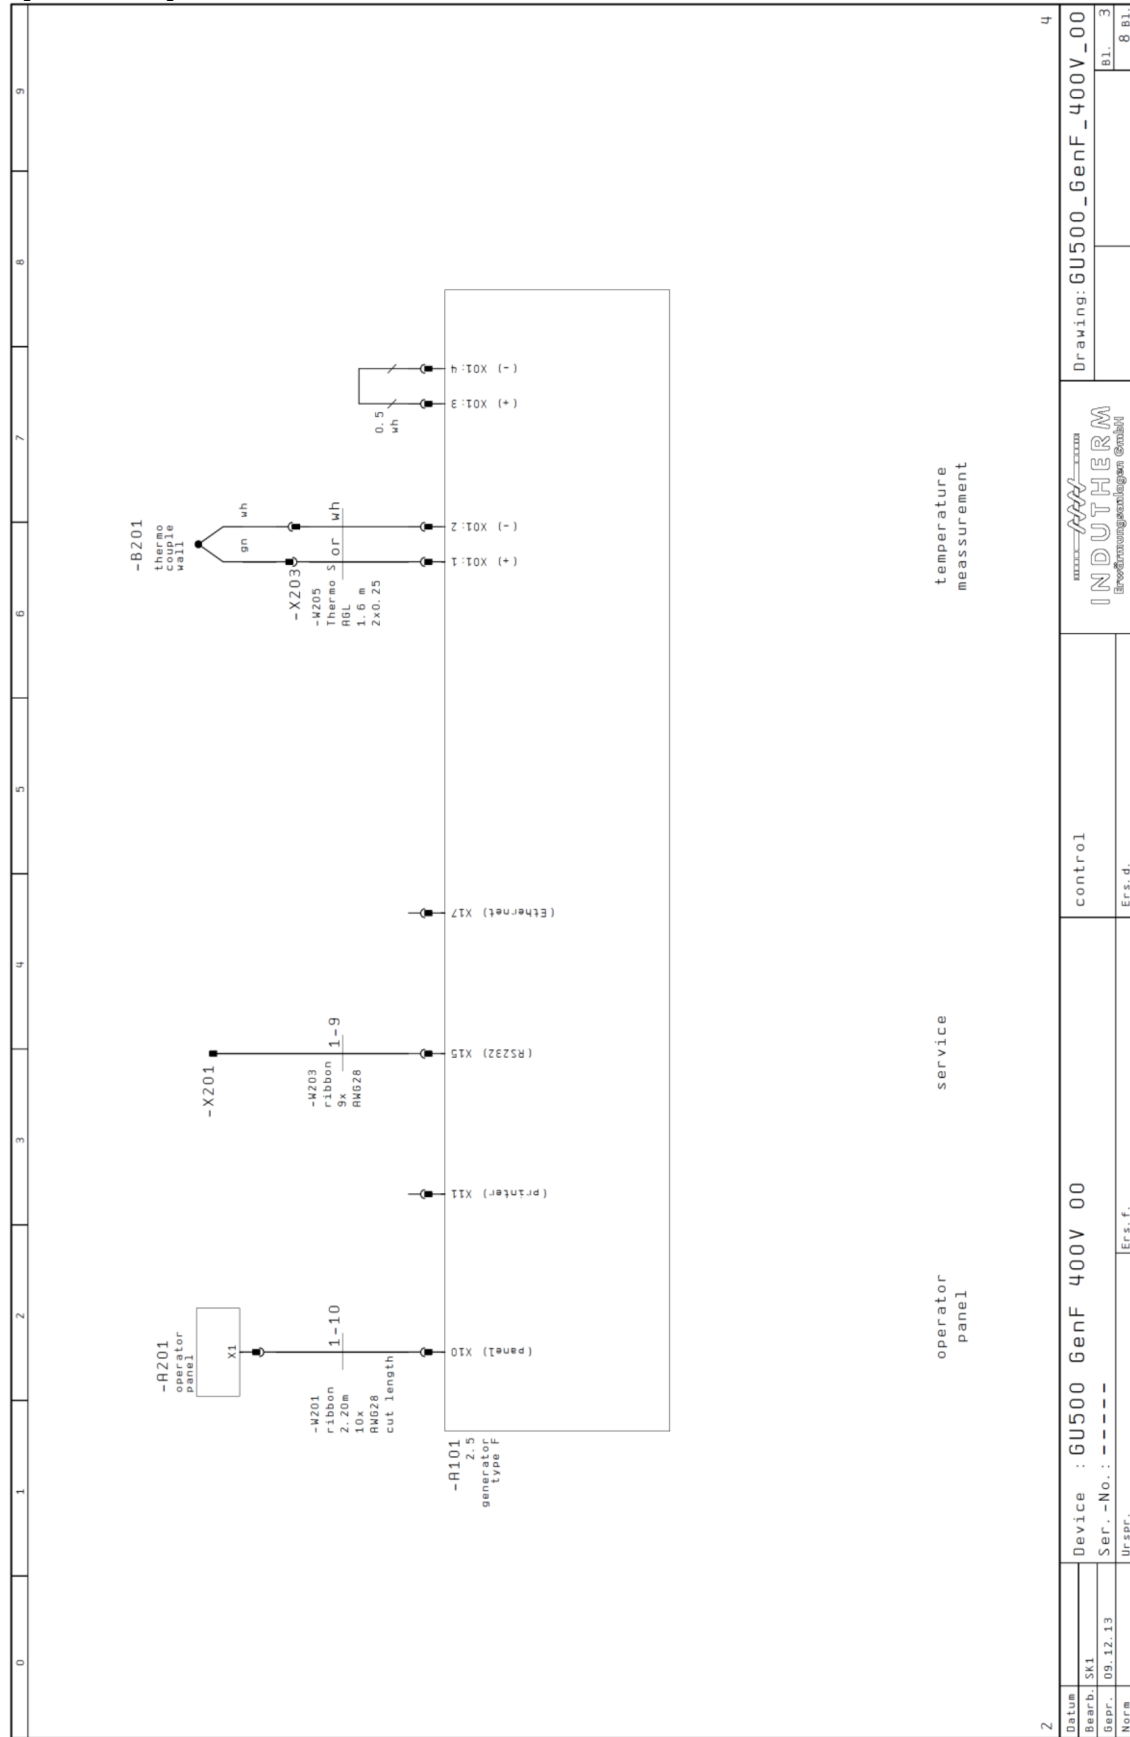 0 1 2 3 4 5 6 7 8 9
-A201
operator
panel
X1
-W201
ribbon
2.20m
10x
AWG28
cut length
1-10
X10 (panel)
X11 (printer)
-X201
-W203
ribbon
9x
AWG28
1-9
X15 (RS232)
X17 (Ethernet)
-B201
thermo
couple
wall
gn
wh
-X203
-W205
Thermo S
AGL
1.6 m
2x0.25
or
wh
X01:1 (+)
X01:2 (-)
0.5
wh
X01:3 (+)
X01:4 (-)
-A101
2.5
generator
type F
operator
panel
service
temperature
meassurement
2
4
Datum
Bearb. SK1
Gepr. 09.12.13
Norm
Device : GU500 GenF 400V 00
Ser.-No.: -----
Urspr.
Ers.f.
control
Ers.d.
INDUTHERM
Erwärmungsanlagen GmbH
Drawing: GU500_GenF_400V_00
Bl. 3
8 Bl.